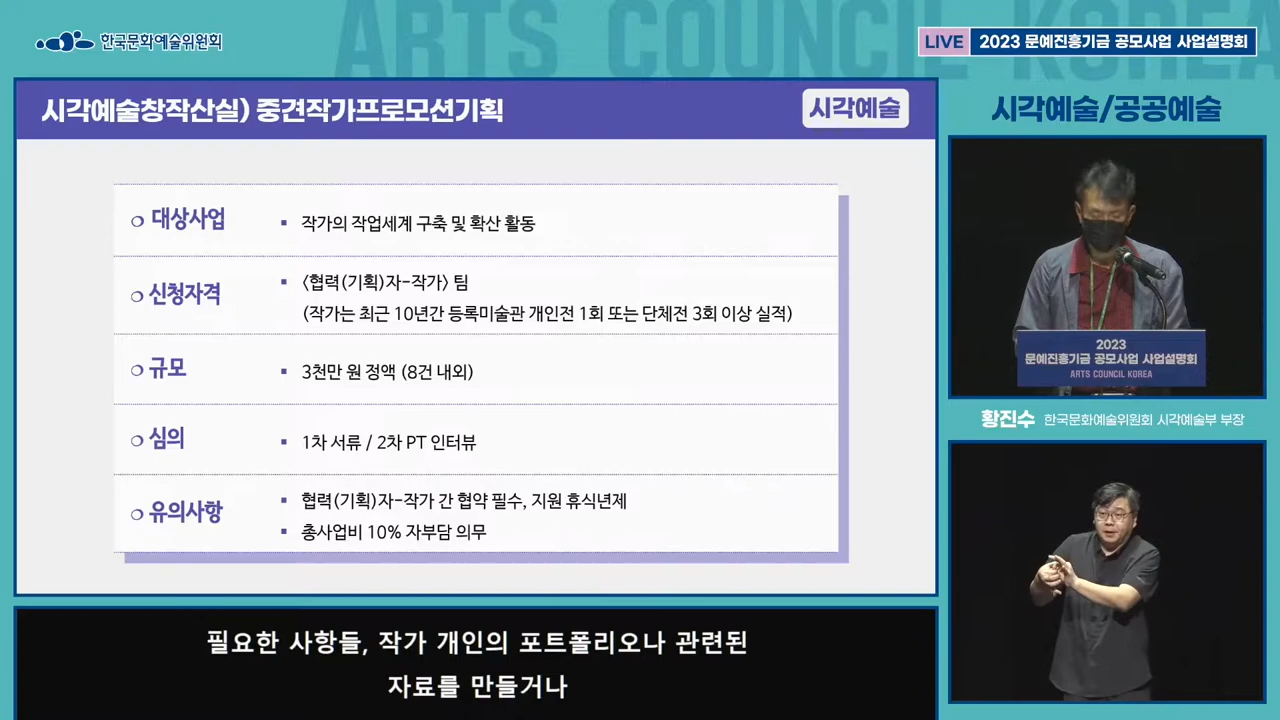 ARTS COUNCIL KOREA
한국문화예술위원회
LIVE 2023 문예진흥기금 공모사업 사업설명회
시각예술창작산실) 중견작가프로모션기획
시각예술
대상사업
작가의 작업세계 구축 및 확산 활동
신청자격
〈협력(기획)자-작가〉 팀
(작가는 최근 10년간 등록미술관 개인전 1회 또는 단체전 3회 이상 실적)
규모
3천만 원 정액 (8건 내외)
심의
1차 서류 / 2차 PT 인터뷰
유의사항
협력(기획)자-작가 간 협약 필수, 지원 휴식년제
총사업비 10% 자부담 의무
시각예술/공공예술
2023
문예진흥기금 공모사업 사업설명회
ARTS COUNCIL KOREA
황진수 한국문화예술위원회 시각예술부 부장
필요한 사항들, 작가 개인의 포트폴리오나 관련된
자료를 만들거나